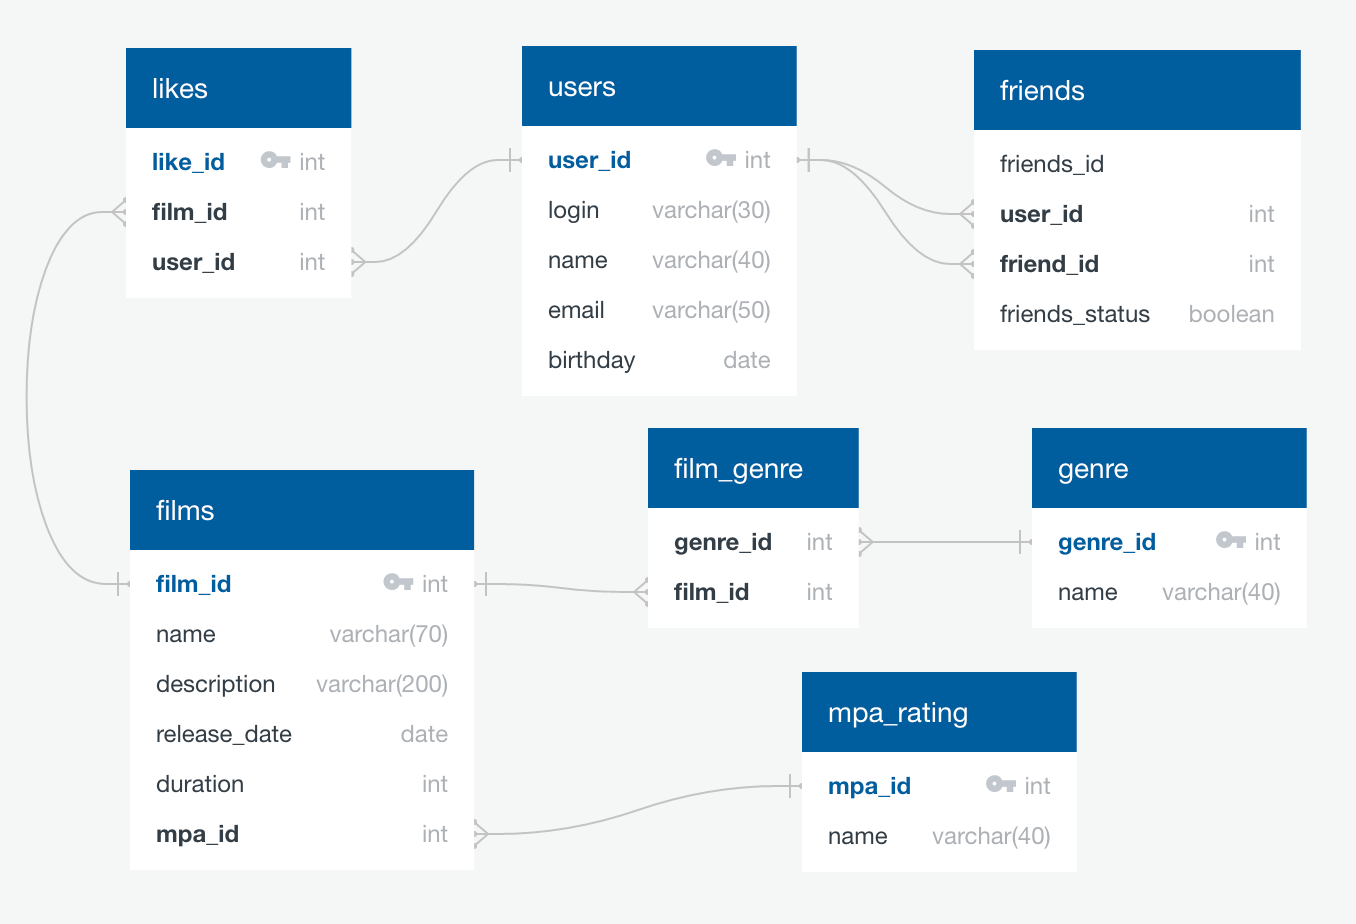 likes
like_id int
film_id int
user_id int
users
user_id int
login varchar(30)
name varchar(40)
email varchar(50)
birthday date
friends
friends_id
user_id int
friend_id int
friends_status boolean
films
film_id int
name varchar(70)
description varchar(200)
release_date date
duration int
mpa_id int
film_genre
genre_id int
film_id int
genre
genre_id int
name varchar(40)
mpa_rating
mpa_id int
name varchar(40)